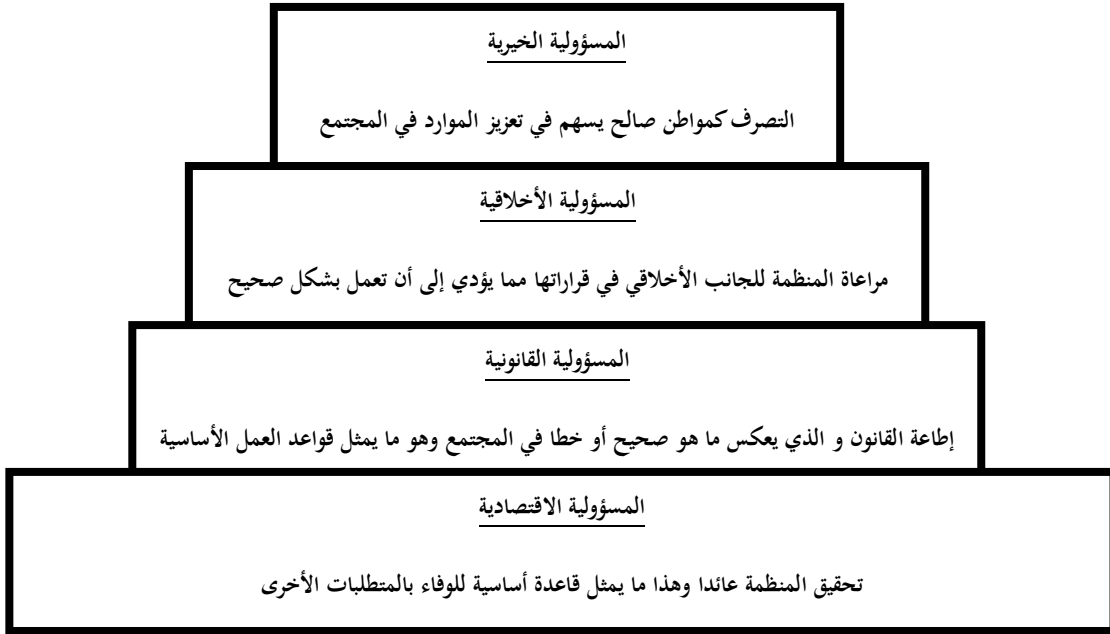 المسؤولية الخيرية
التصرف كمواطن صالح يسهم في تعزيز الموارد في المجتمع
المسؤولية الأخلاقية
مراعاة المنظمة للجانب الأخلاقي في قراراتها مما يؤدي إلى أن تعمل بشكل صحيح
المسؤولية القانونية
إطاعة القانون و الذي يعكس ما هو صحيح أو خطا في المجتمع وهو ما يمثل قواعد العمل الأساسية
المسؤولية الاقتصادية
تحقيق المنظمة عائدا وهذا ما يمثل قاعدة أساسية للوفاء بالمتطلبات الأخرى